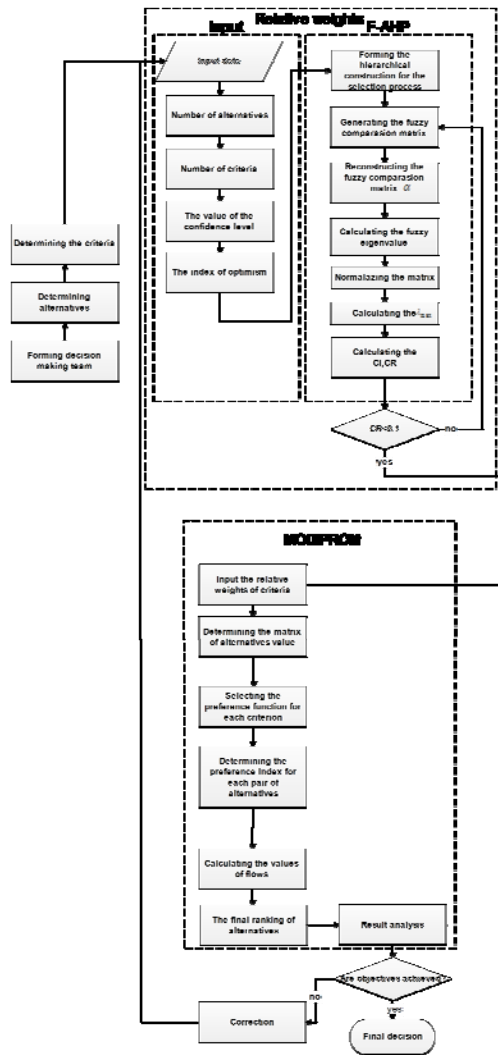 Relative weights
Input
F-AHP
Input data
Number of alternatives
Number of criteria
The value of the
confidence level
The index of optimism
Forming the
hierarchical
construction for the
selection process
Generating the fuzzy
comparasion matrix
Reconstructing the
fuzzy comparasion
matrix α
Calculating the fuzzy
eigenvalue
Normalazing the matrix
Calculating the
Calculating the
CI,CR
CR<0.1
no
yes
Determining the criteria
Determining
alternatives
Forming decision
making team
MODIPROM
Input the relative
weights of criteria
Determining the matrix
of alternatives value
Selecting the
preference function for
each criterion
Determining the
preference index for
each pair of
alternatives
Calculating the values
of flows
The final ranking of
alternatives
Result analysis
Are objectives achieved?
no
yes
Correction
Final decision